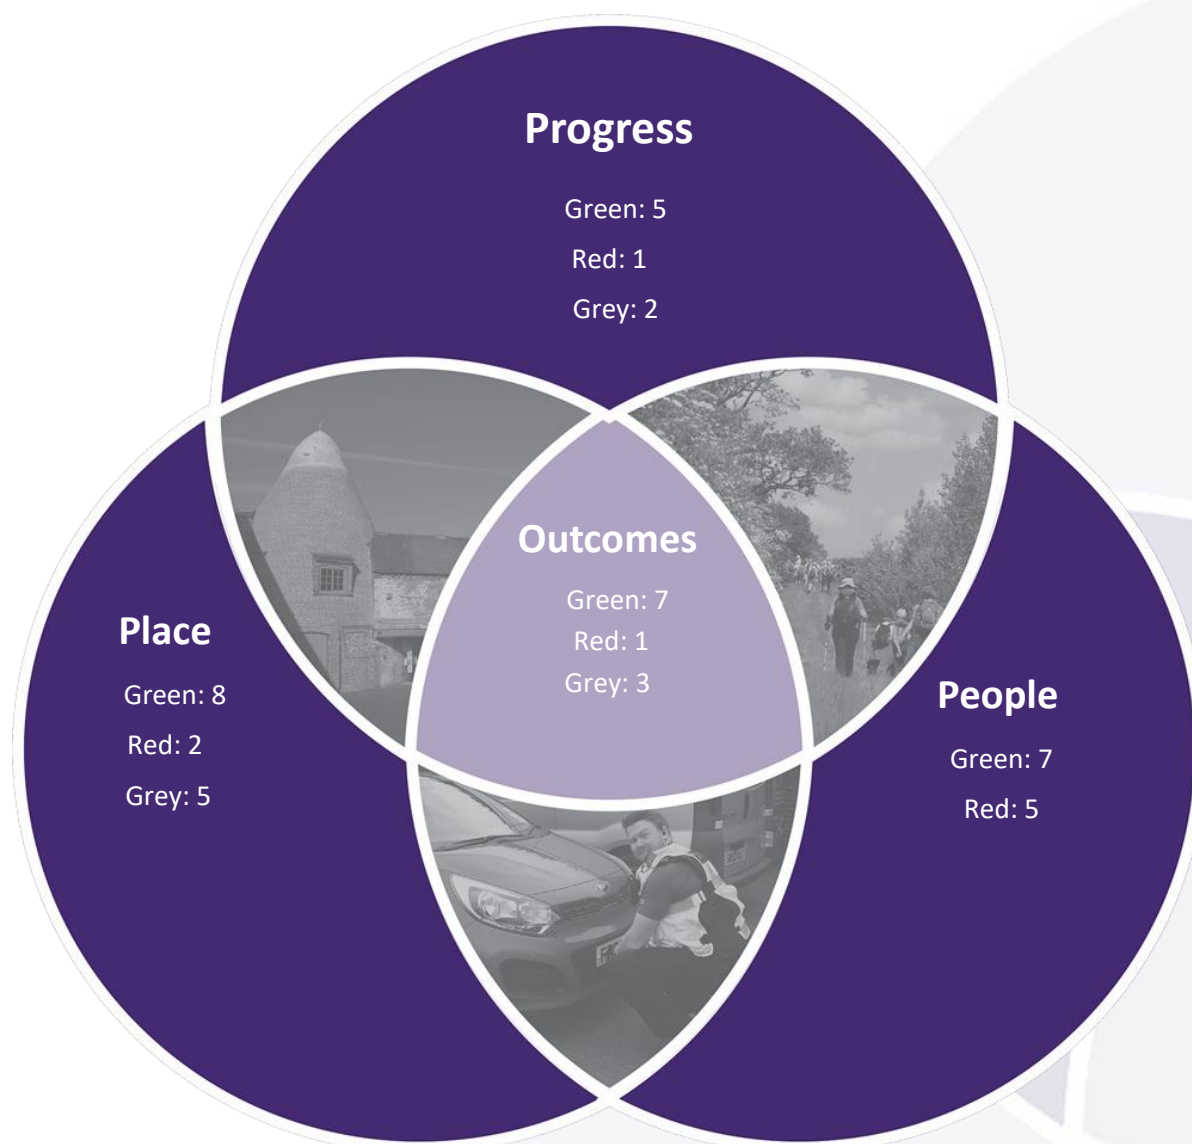 Progress
Green: 5
Red: 1
Grey: 2
Outcomes
Green: 7
Red: 1
Grey: 3
Place
Green: 8
Red: 2
Grey: 5
People
Green: 7
Red: 5